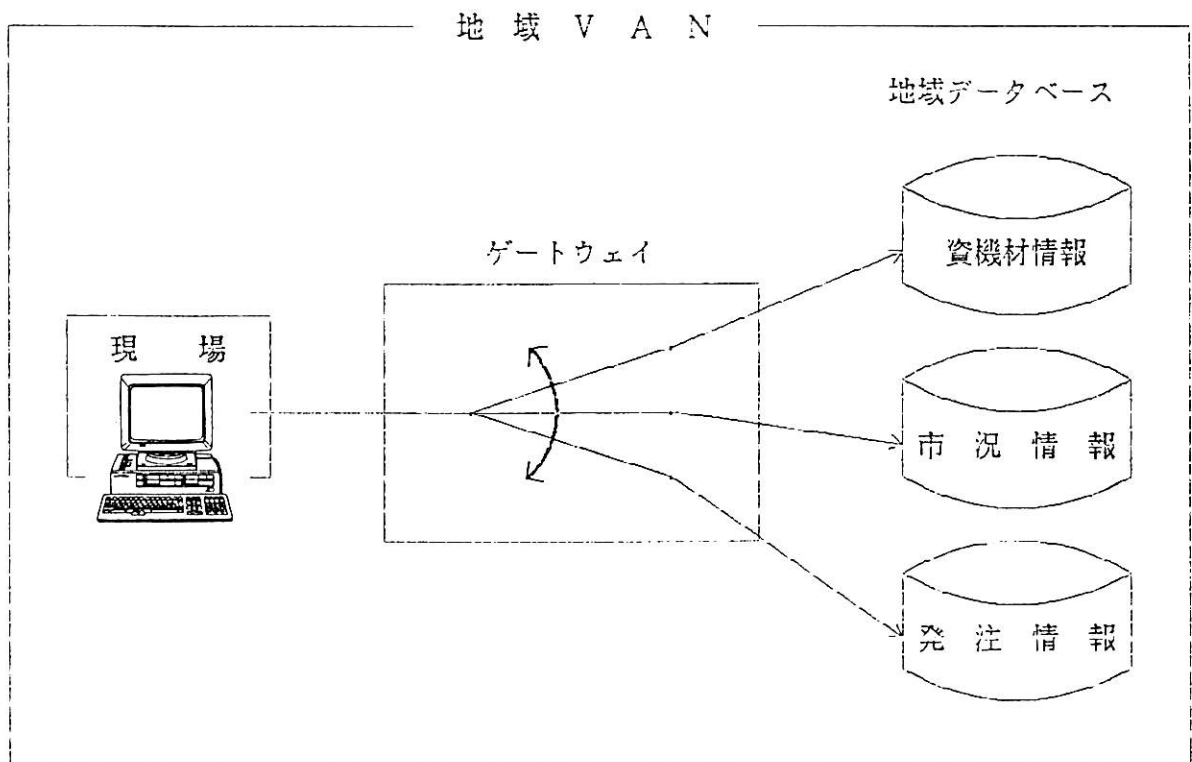 地域VAN
地域データベース
資機材情報
ゲートウェイ
現場
市況情報
発注情報